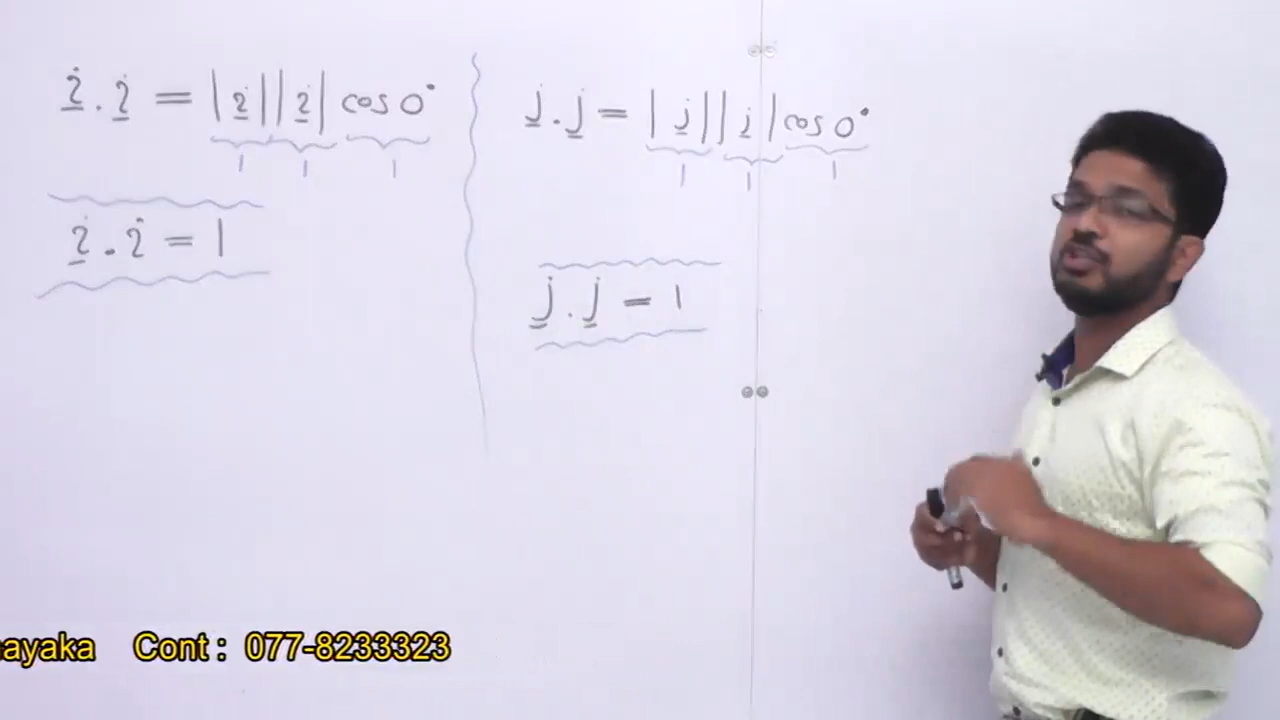 i . i = |i||i| cos 0°
1 1 1
i . i = 1
j . j = |j||j| cos 0°
1 1 1
j . j = 1
ayaka Cont : 077-8233323